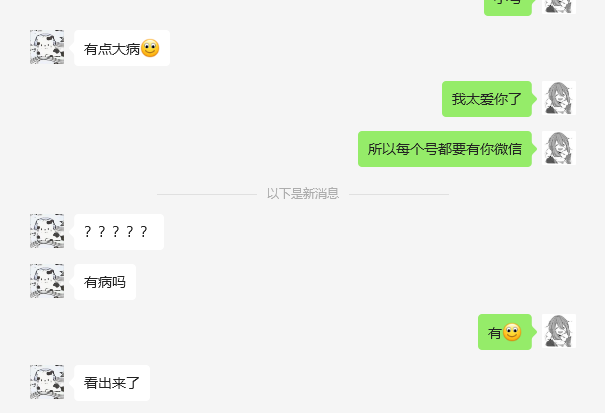 有点大病🙂
我太爱你了
所以每个号都要有你微信
以下是新消息
？？？？？
有病吗
有🙂
看出来了